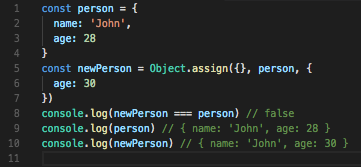 1 const person = {
2   name: 'John',
3   age: 28
4 }
5 const newPerson = Object.assign({}, person, {
6   age: 30
7 })
8 console.log(newPerson === person) // false
9 console.log(person) // { name: 'John', age: 28 }
10 console.log(newPerson) // { name: 'John', age: 30 }
11